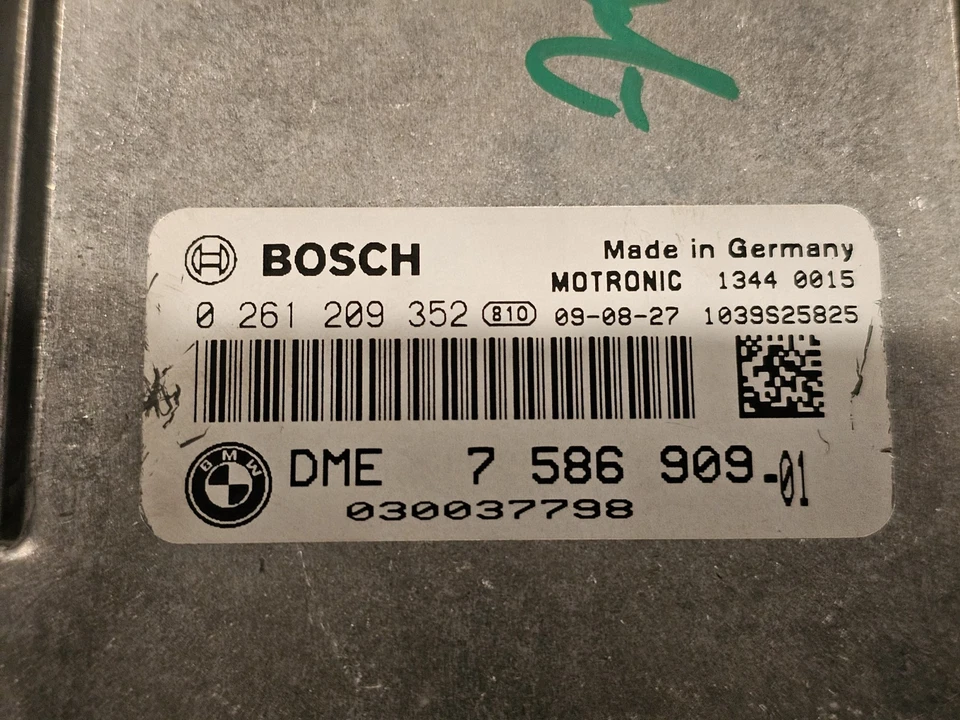 BOSCH
Made in Germany
MOTRONIC 1344 0015
0 261 209 352 810 09-08-27 1039S25825
BMW
DME 7 586 909-01
030037798